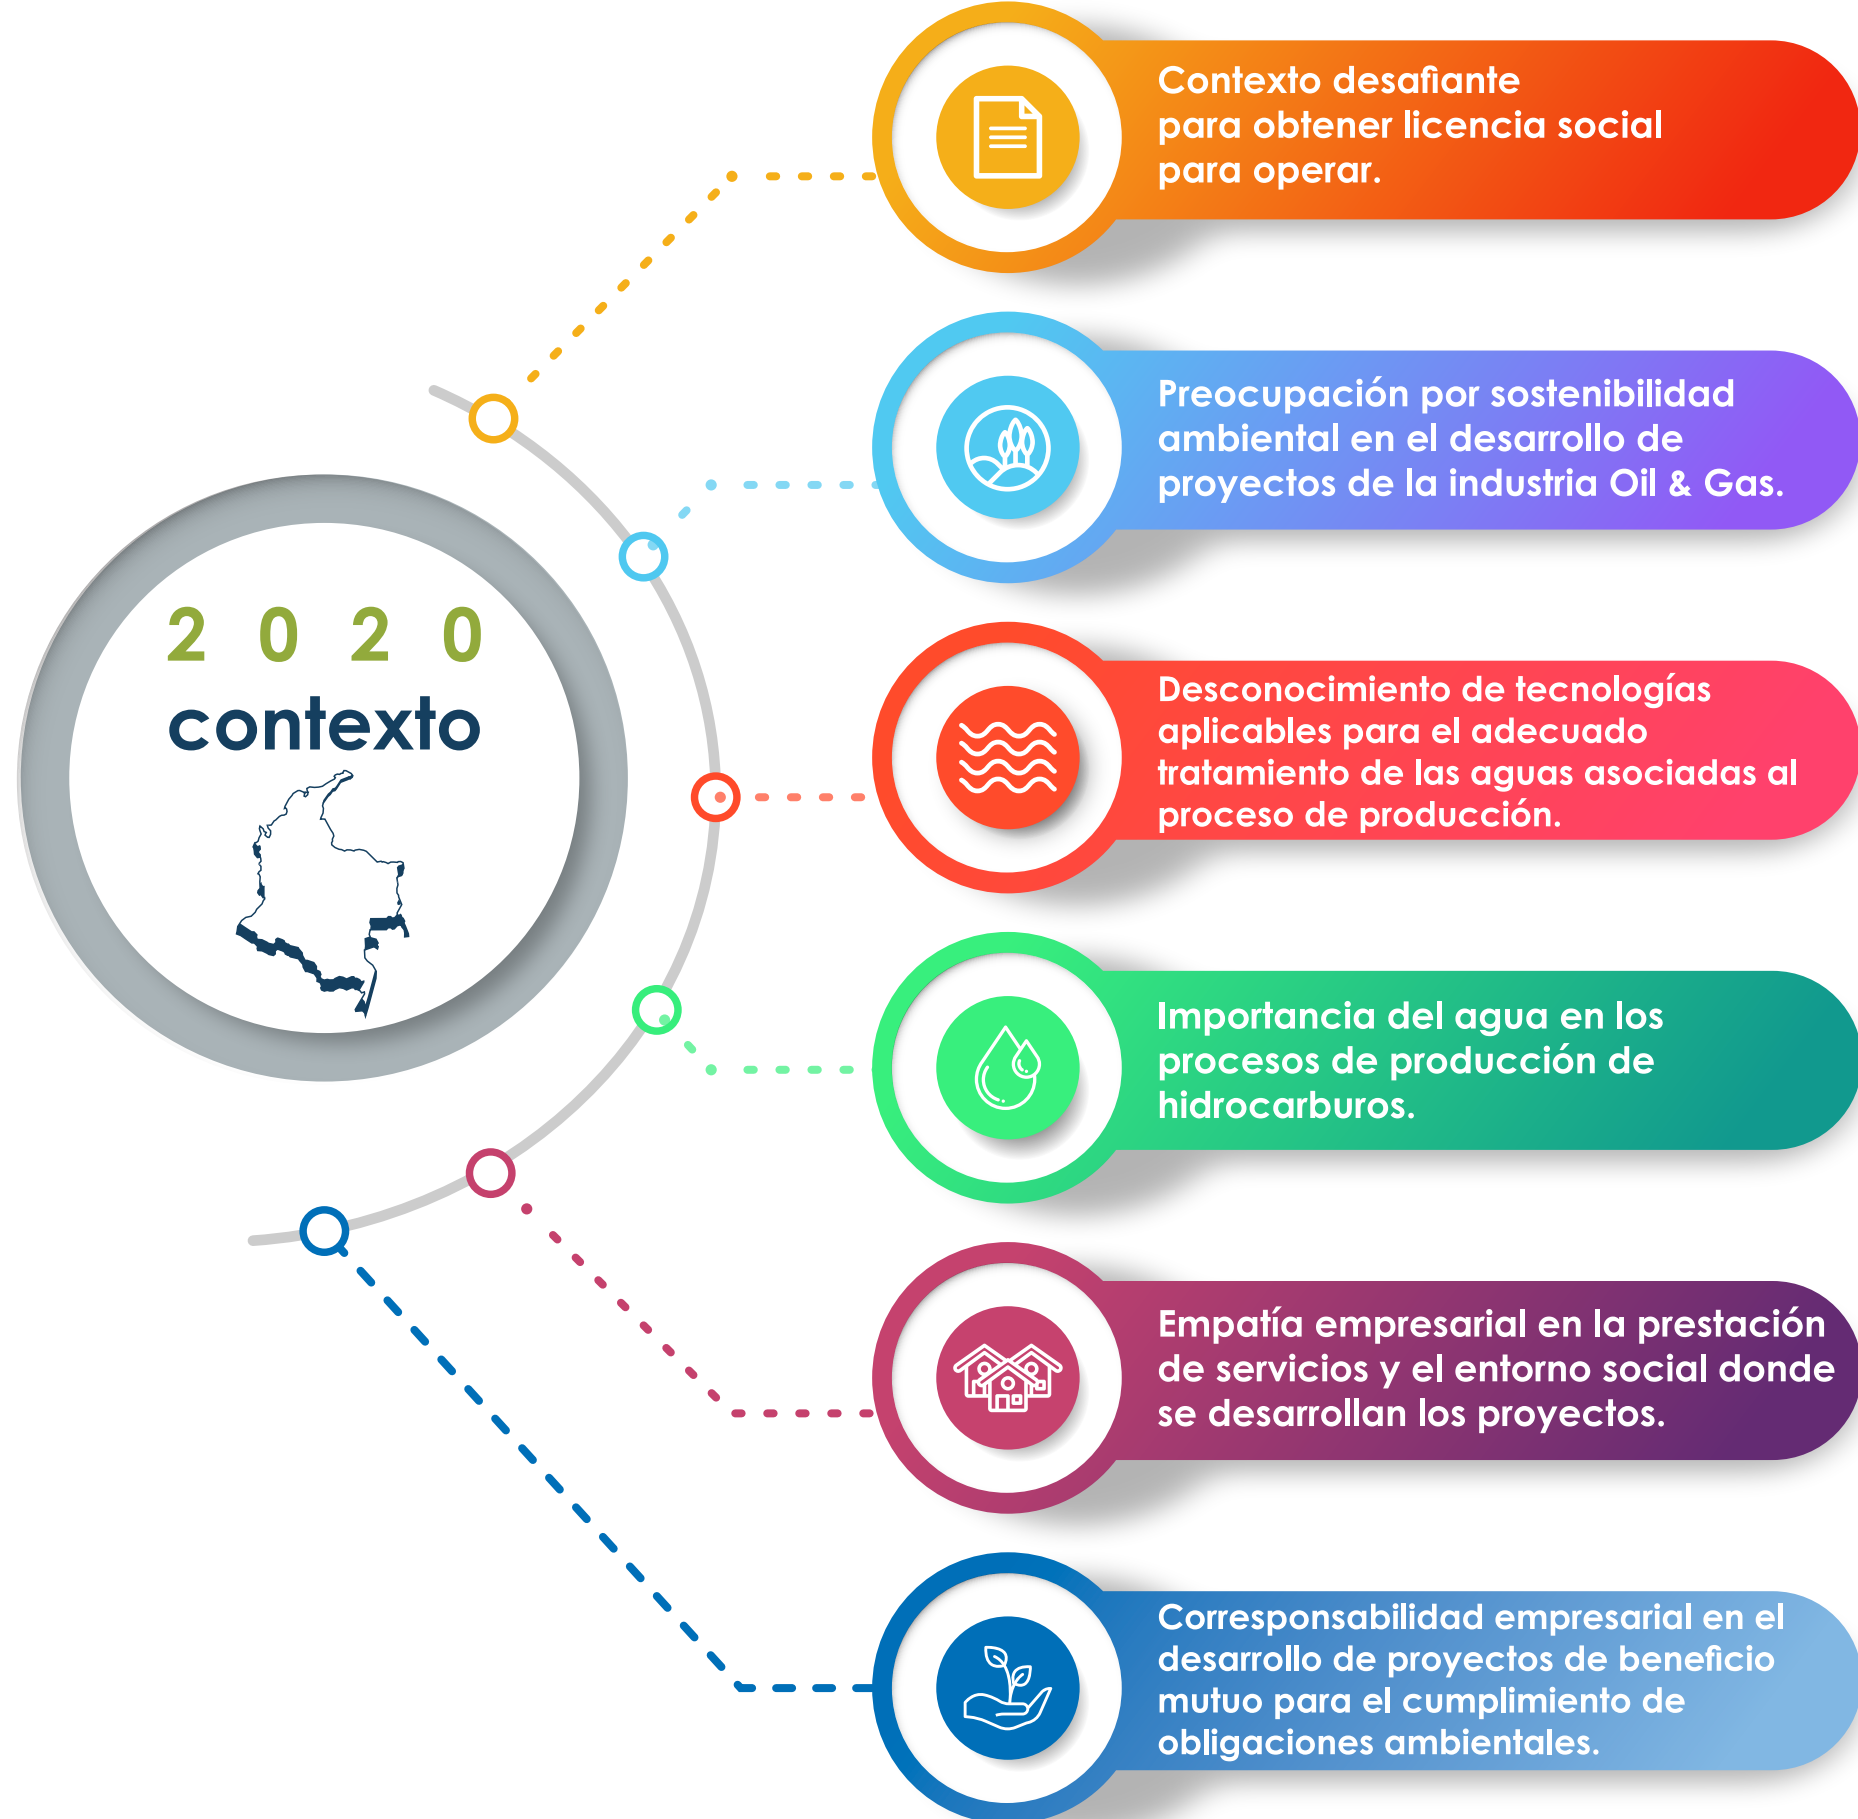 2 0 2 0
contexto
Contexto desafiante
para obtener licencia social
para operar.
Preocupación por sostenibilidad
ambiental en el desarrollo de
proyectos de la industria Oil & Gas.
Desconocimiento de tecnologías
aplicables para el adecuado
tratamiento de las aguas asociadas al
proceso de producción.
Importancia del agua en los
procesos de producción de
hidrocarburos.
Empatía empresarial en la prestación
de servicios y el entorno social donde
se desarrollan los proyectos.
Corresponsabilidad empresarial en el
desarrollo de proyectos de beneficio
mutuo para el cumplimiento de
obligaciones ambientales.